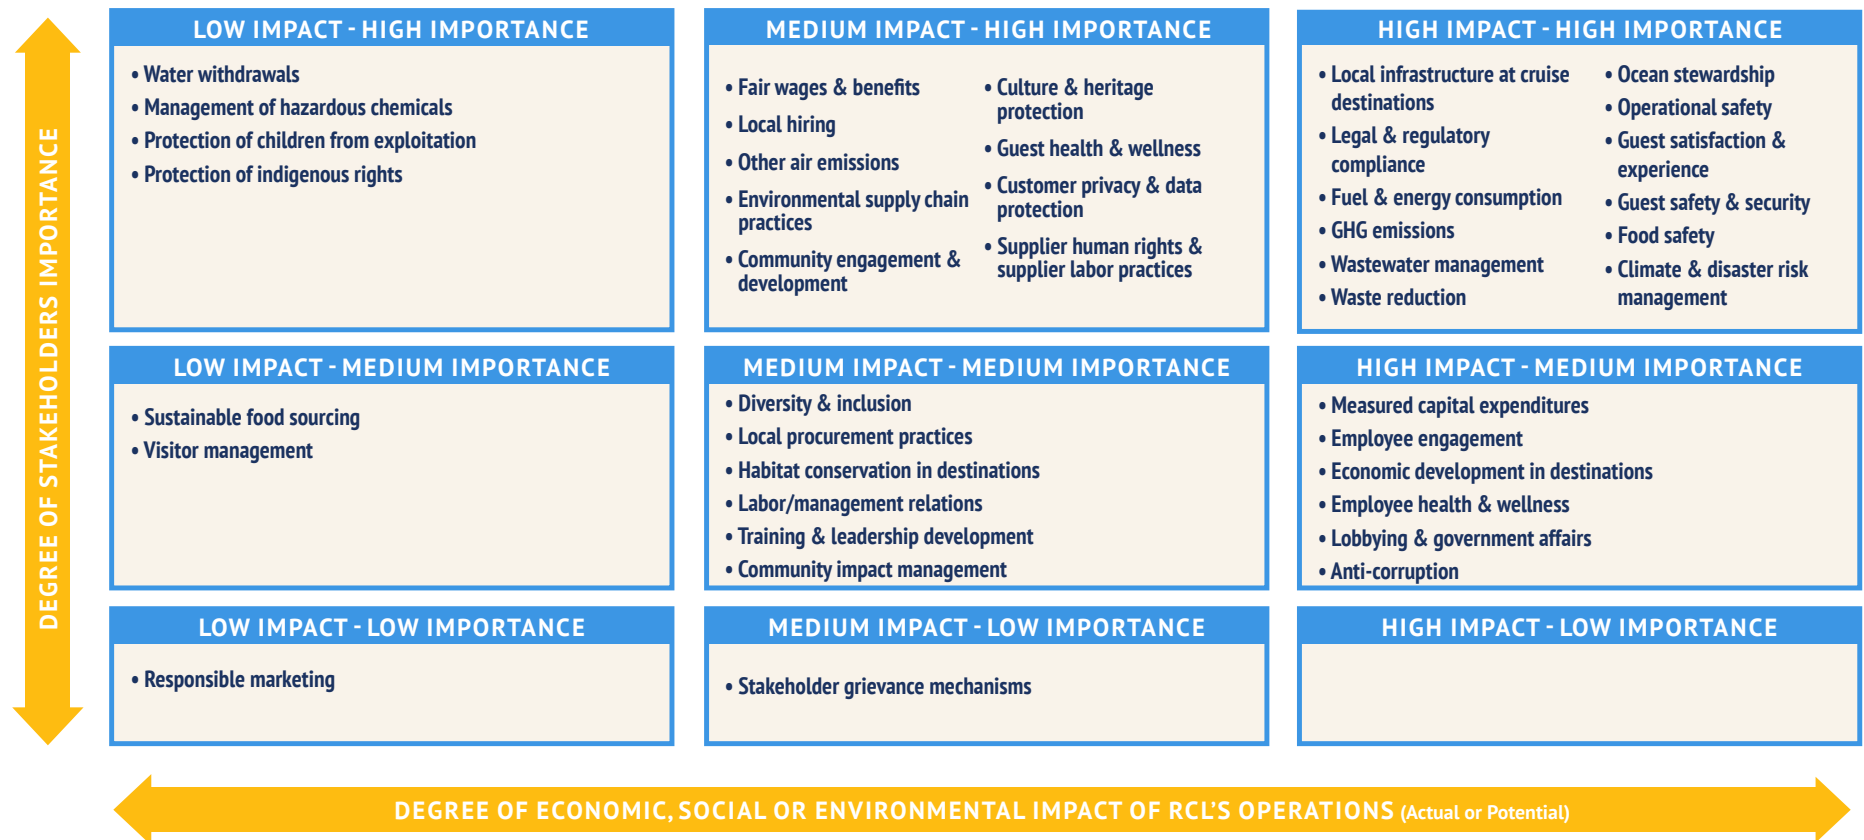 DEGREE OF STAKEHOLDERS IMPORTANCE
LOW IMPACT - HIGH IMPORTANCE
• Water withdrawals
• Management of hazardous chemicals
• Protection of children from exploitation
• Protection of indigenous rights
MEDIUM IMPACT - HIGH IMPORTANCE
• Fair wages & benefits
• Local hiring
• Other air emissions
• Environmental supply chain
practices
• Community engagement &
development
• Culture & heritage
protection
• Guest health & wellness
• Customer privacy & data
protection
• Supplier human rights &
supplier labor practices
HIGH IMPACT - HIGH IMPORTANCE
• Local infrastructure at cruise
destinations
• Legal & regulatory
compliance
• Fuel & energy consumption
• GHG emissions
• Wastewater management
• Waste reduction
• Ocean stewardship
• Operational safety
• Guest satisfaction &
experience
• Guest safety & security
• Food safety
• Climate & disaster risk
management
LOW IMPACT - MEDIUM IMPORTANCE
• Sustainable food sourcing
• Visitor management
MEDIUM IMPACT - MEDIUM IMPORTANCE
• Diversity & inclusion
• Local procurement practices
• Habitat conservation in destinations
• Labor/management relations
• Training & leadership development
• Community impact management
HIGH IMPACT - MEDIUM IMPORTANCE
• Measured capital expenditures
• Employee engagement
• Economic development in destinations
• Employee health & wellness
• Lobbying & government affairs
• Anti-corruption
LOW IMPACT - LOW IMPORTANCE
• Responsible marketing
MEDIUM IMPACT - LOW IMPORTANCE
• Stakeholder grievance mechanisms
HIGH IMPACT - LOW IMPORTANCE
DEGREE OF ECONOMIC, SOCIAL OR ENVIRONMENTAL IMPACT OF RCL'S OPERATIONS (Actual or Potential)